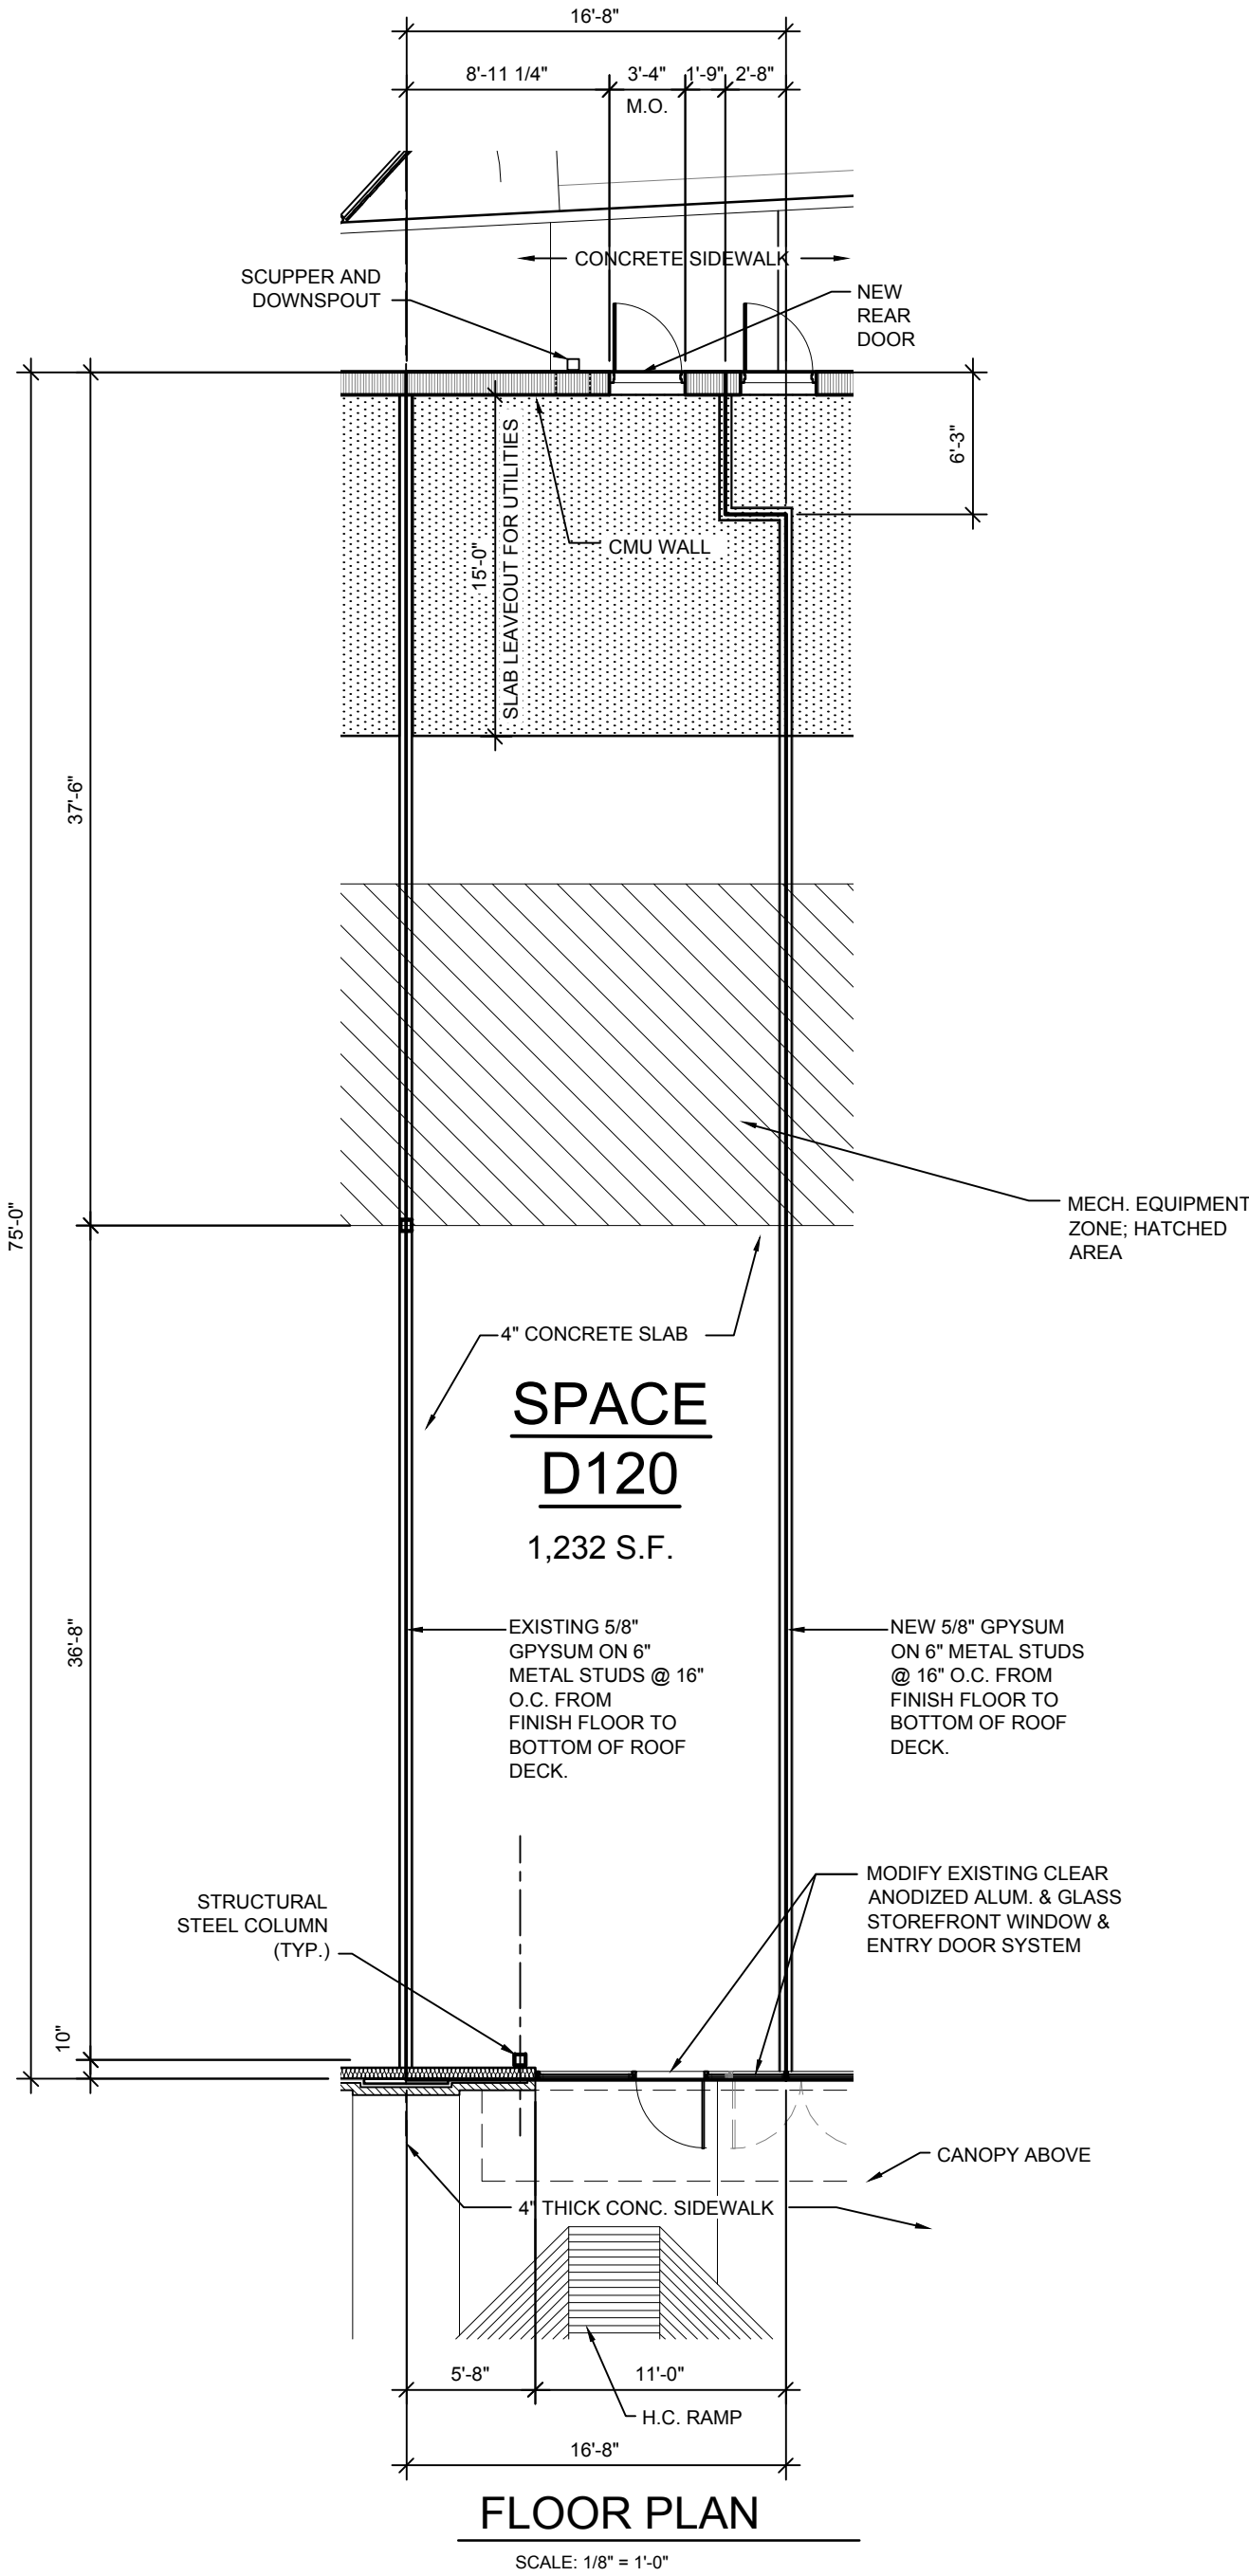 16'-8"
8'-11 1/4"
3'-4"
1'-9"
2'-8"
M.O.
CONCRETE SIDEWALK
SCUPPER AND
DOWNSPOUT
NEW
REAR
DOOR
6'-3"
SLAB LEAVEOUT FOR UTILITIES
15'-0"
CMU WALL
37'-6"
75'-0"
MECH. EQUIPMENT
ZONE; HATCHED
AREA
4" CONCRETE SLAB
SPACE
D120
1,232 S.F.
36'-8"
EXISTING 5/8"
GPYSUM ON 6"
METAL STUDS @ 16"
O.C. FROM
FINISH FLOOR TO
BOTTOM OF ROOF
DECK.
NEW 5/8" GPYSUM
ON 6" METAL STUDS
@ 16" O.C. FROM
FINISH FLOOR TO
BOTTOM OF ROOF
DECK.
STRUCTURAL
STEEL COLUMN
(TYP.)
MODIFY EXISTING CLEAR
ANODIZED ALUM. & GLASS
STOREFRONT WINDOW &
ENTRY DOOR SYSTEM
10"
CANOPY ABOVE
4" THICK CONC. SIDEWALK
5'-8"
11'-0"
H.C. RAMP
16'-8"
FLOOR PLAN
SCALE: 1/8" = 1'-0"